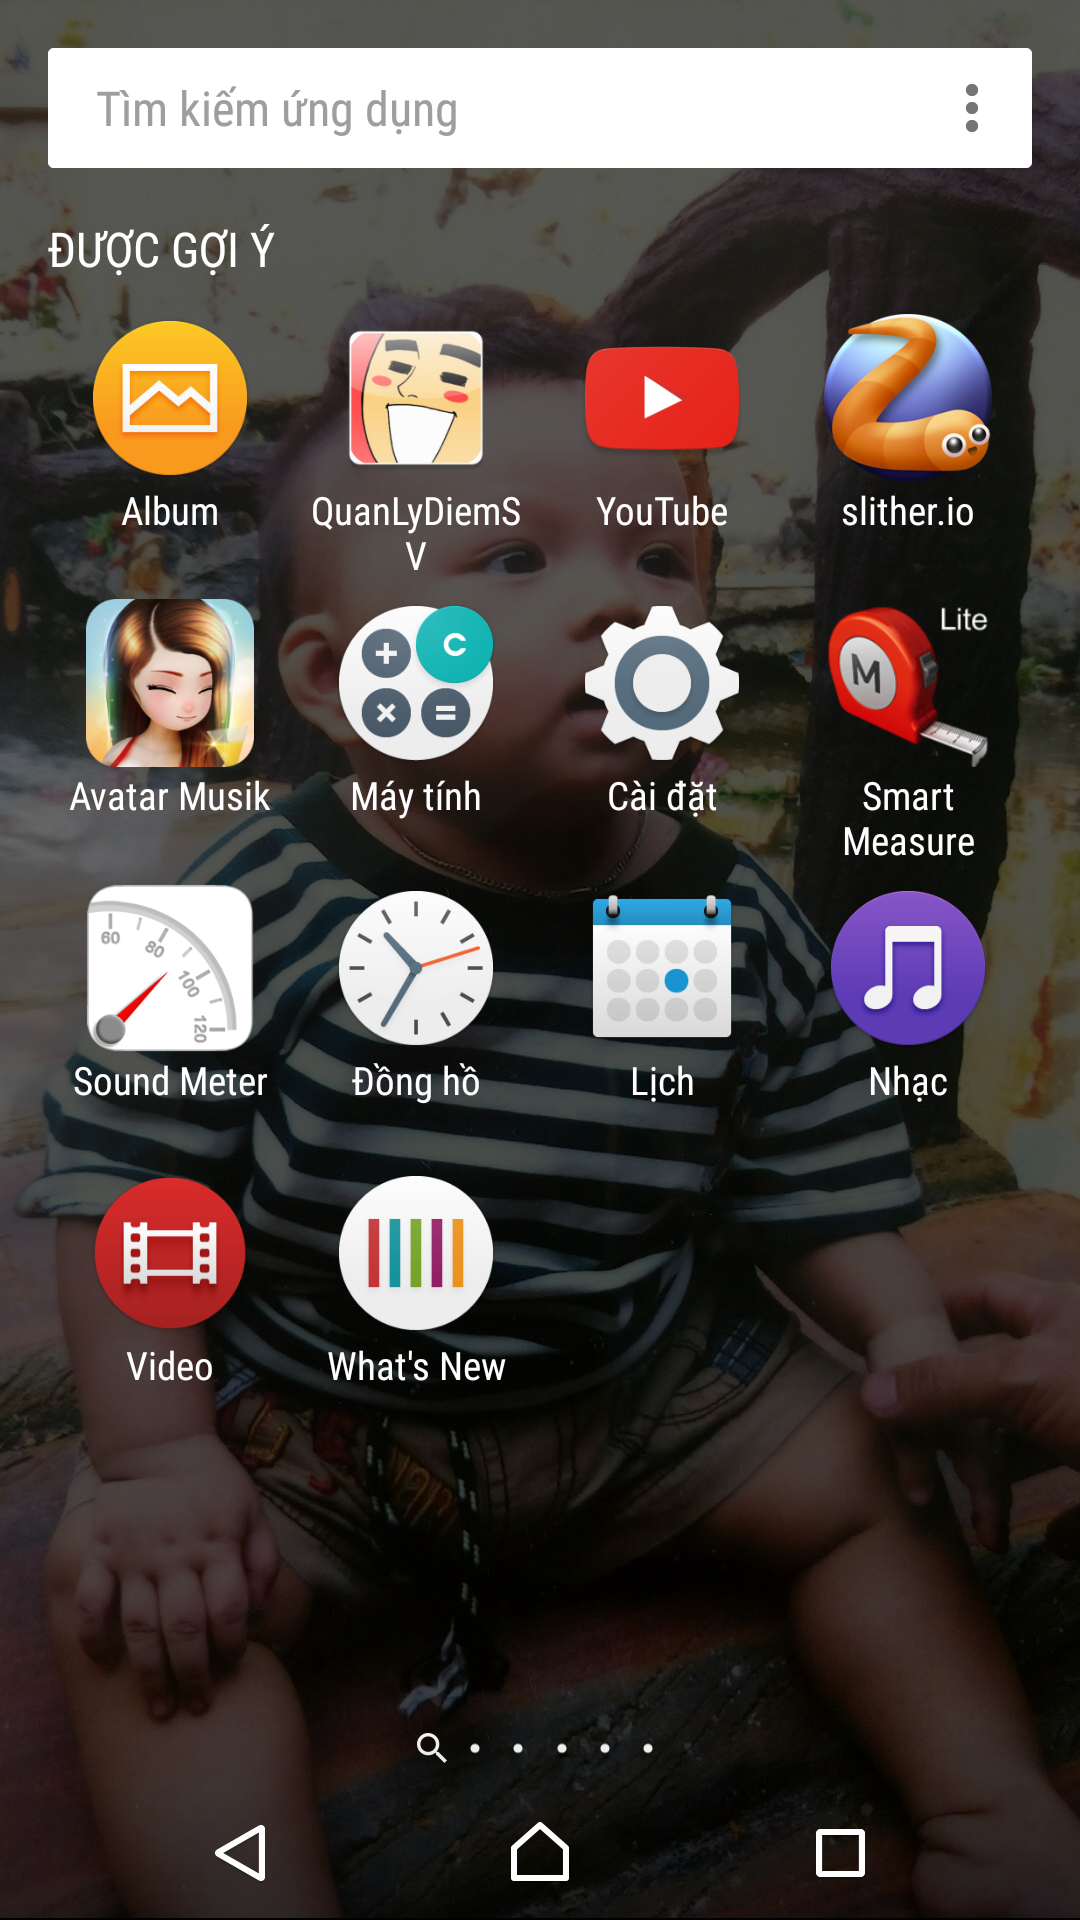 Tìm kiếm ứng dụng
ĐƯỢC GỢI Ý
Album
QuanLyDiemS
V
YouTube
slither.io
Lite
M
C
Avatar Musik
Máy tính
Cài đặt
Smart
Measure
60
80
100
120
Sound Meter
Đồng hồ
Lịch
Nhạc
Video
What's New